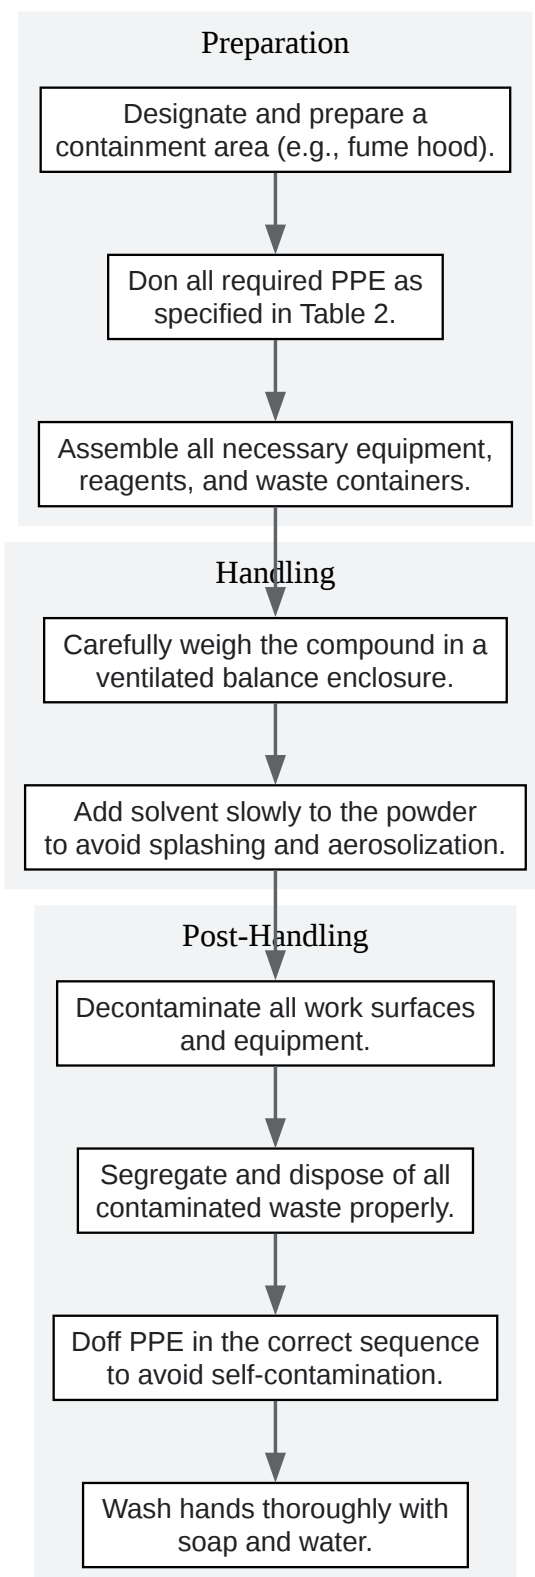 Preparation
Designate and prepare a
containment area (e.g., fume hood).
Don all required PPE as
specified in Table 2.
Assemble all necessary equipment,
reagents, and waste containers.
Handling
Carefully weigh the compound in a
ventilated balance enclosure.
Add solvent slowly to the powder
to avoid splashing and aerosolization.
Post-Handling
Decontaminate all work surfaces
and equipment.
Segregate and dispose of all
contaminated waste properly.
Doff PPE in the correct sequence
to avoid self-contamination.
Wash hands thoroughly with
soap and water.